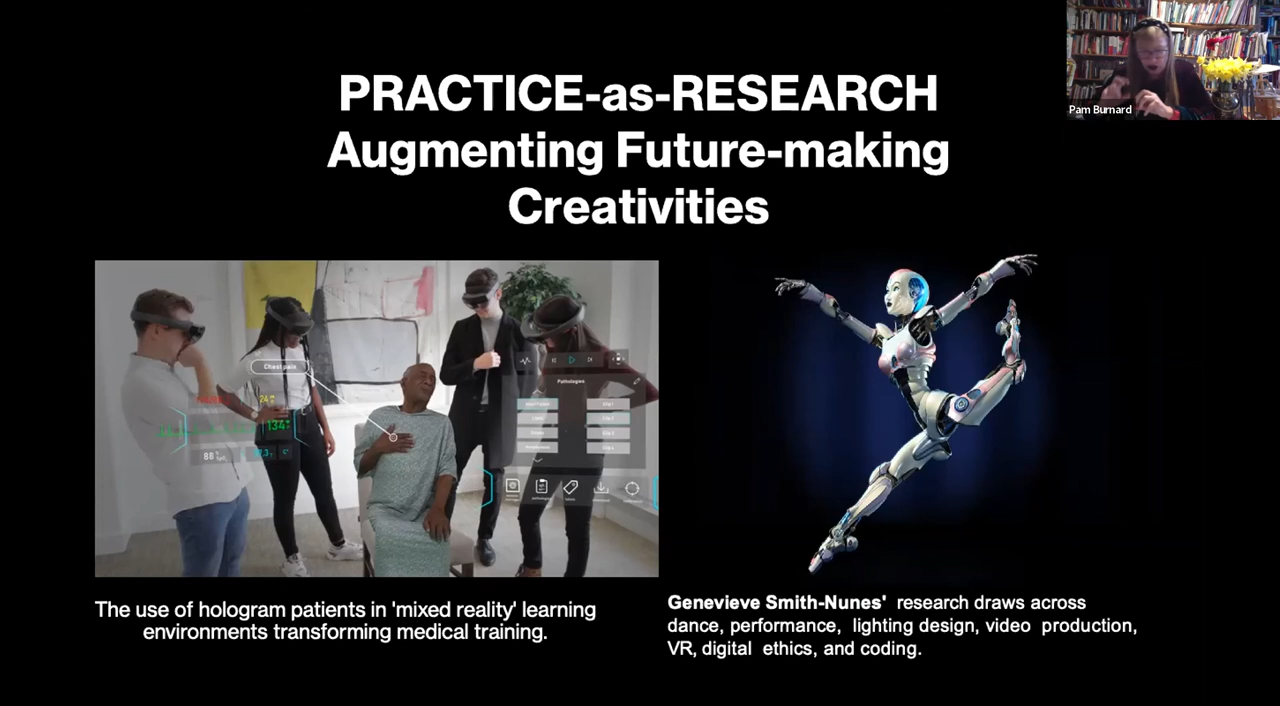 PRACTICE-as-RESEARCH
Augmenting Future-making
Creativities
Pam Burnard
Chest pain
24
134
88
Pathologies
The use of hologram patients in 'mixed reality' learning
environments transforming medical training.
Genevieve Smith-Nunes' research draws across
dance, performance, lighting design, video production,
VR, digital ethics, and coding.